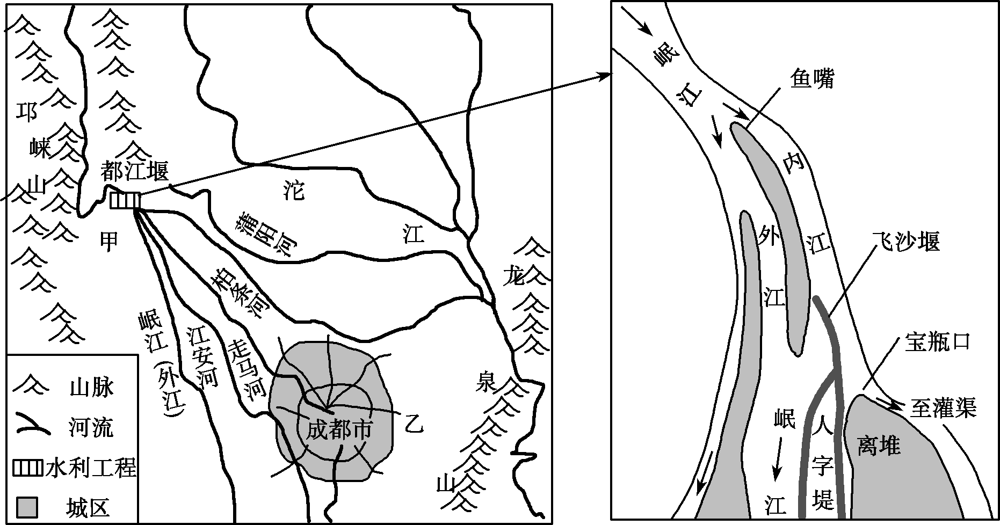 邛崃山
都江堰
甲
沱江
蒲阳河
柏条河
走马河
江安河
岷江(外江)
成都市
乙
龙泉山
山脉
河流
水利工程
城区
岷江
鱼嘴
内江
外江
飞沙堰
宝瓶口
至灌渠
离堆
人字堤
岷江